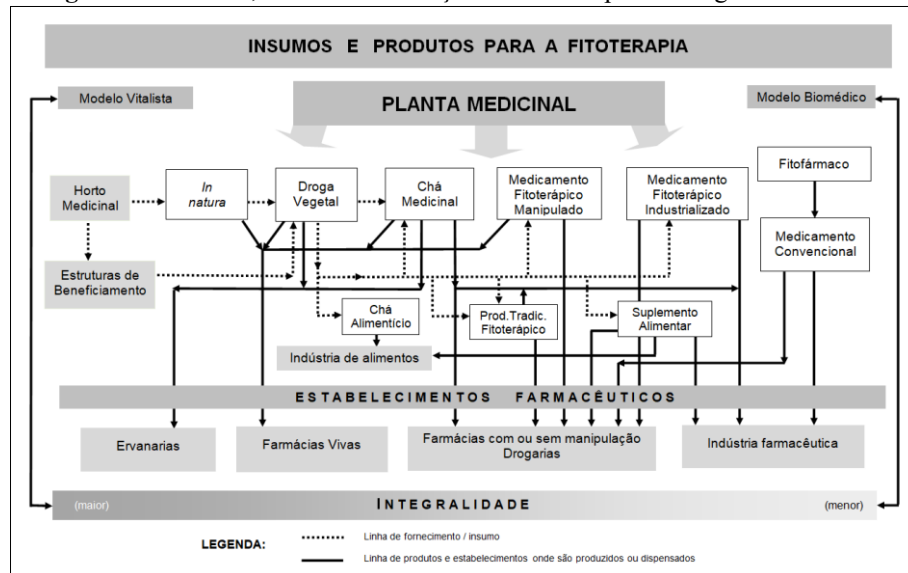 INSUMOS E PRODUTOS PARA A FITOTERAPIA
Modelo Vitalista
PLANTA MEDICINAL
Modelo Biomédico
Horto
Medicinal
In
natura
Droga
Vegetal
Chá
Medicinal
Medicamento
Fitoterápico
Manipulado
Medicamento
Fitoterápico
Industrializado
Fitofármaco
Medicamento
Convencional
Estruturas de
Beneficiamento
Chá
Alimentício
Prod.Tradic.
Fitoterápico
Suplemento
Alimentar
Indústria de alimentos
ESTABELECIMENTOS FARMACÊUTICOS
Ervanarias
Farmácias Vivas
Farmácias com ou sem manipulação
Drogarias
Indústria farmacêutica
(maior)
INTEGRALIDADE
(menor)
LEGENDA:
Linha de fornecimento / insumo
Linha de produtos e estabelecimentos onde são produzidos ou dispensados